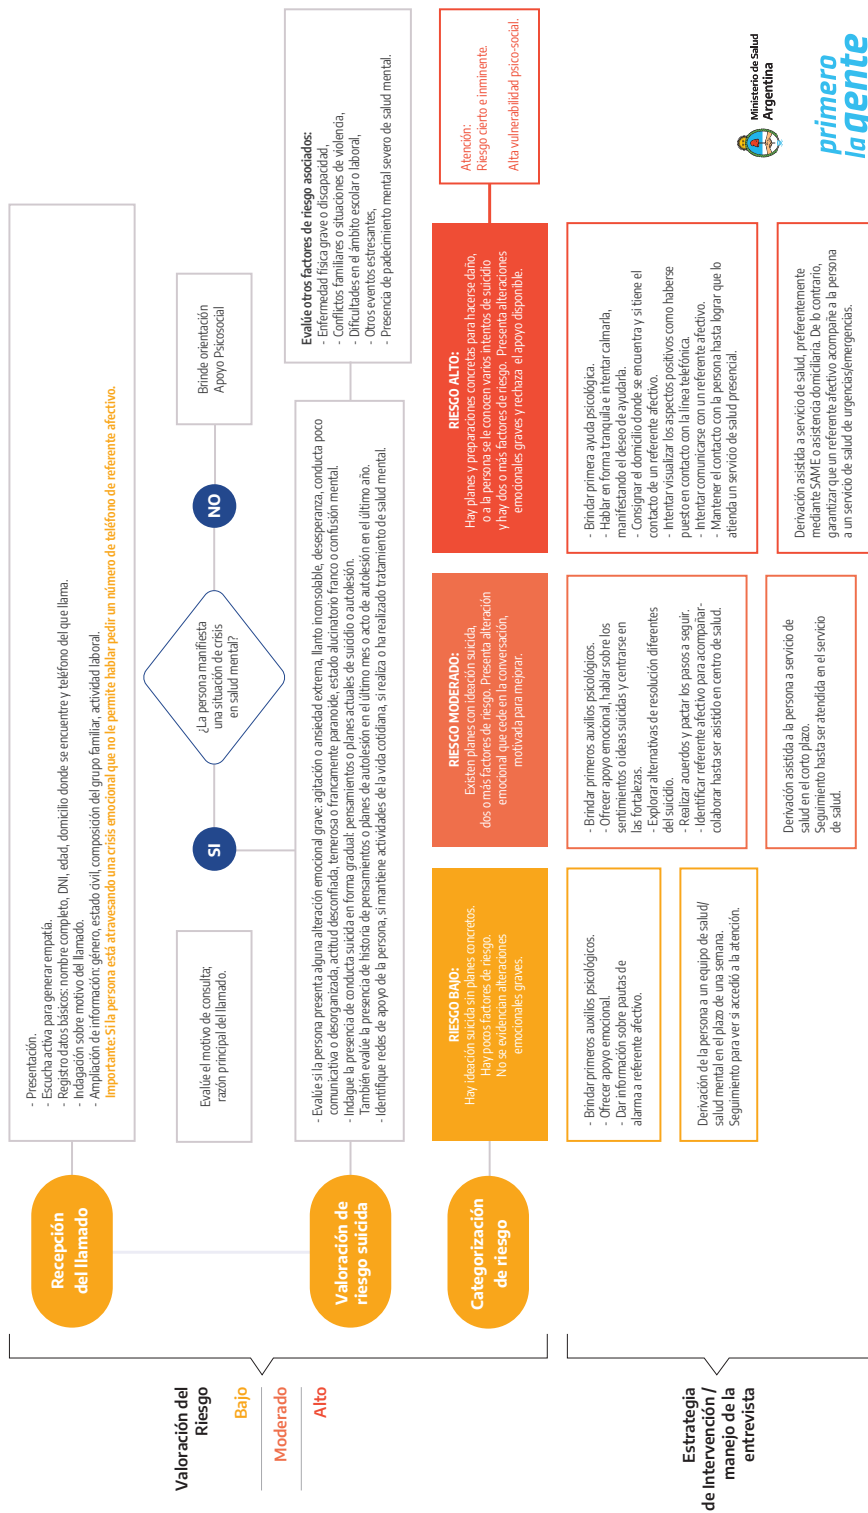 Valoración del
Riesgo
Bajo
Moderado
Alto
Recepción
del llamado
- Presentación.
- Escucha activa para generar empatía.
- Registro datos básicos: nombre completo, DNI, edad, domicilio donde se encuentre y teléfono del que llama.
- Indagación sobre motivo del llamado.
- Ampliación de información: género, estado civil, composición del grupo familiar, actividad laboral.
Importante: Si la persona está atravesando una crisis emocional que no le permite hablar pedir un número de teléfono de referente afectivo.
Evalúe el motivo de consulta;
razón principal del llamado.
SI
¿La persona manifiesta
una situación de crisis
en salud mental?
NO
Brinde orientación
Apoyo Psicosocial
Valoración de
riesgo suicida
- Evalúe si la persona presenta alguna alteración emocional grave: agitación o ansiedad extrema, llanto inconsolable, desesperanza, conducta poco
comunicativa o desorganizada, actitud desconfiada, temerosa o francamente paranoide, estado alucinatorio franco o confusión mental.
- Indague la presencia de conducta suicida en forma gradual: pensamientos o planes actuales de suicidio o autolesión.
También evalúe la presencia de historia de pensamientos o planes de autolesión en el último mes o acto de autolesión en el último año.
- Identifique redes de apoyo de la persona, si mantiene actividades de la vida cotidiana, si realiza o ha realizado tratamiento de salud mental.
Evalúe otros factores de riesgo asociados:
- Enfermedad física grave o discapacidad,
- Conflictos familiares o situaciones de violencia,
- Dificultades en el ámbito escolar o laboral,
- Otros eventos estresantes,
- Presencia de padecimiento mental severo de salud mental.
Categorización
de riesgo
RIESGO BAJO:
Hay ideación suicida sin planes concretos.
Hay pocos factores de riesgo.
No se evidencian alteraciones
emocionales graves.
RIESGO MODERADO:
Existen planes con ideación suicida,
dos o más factores de riesgo. Presenta alteración
emocional que cede en la conversación,
motivada para mejorar.
RIESGO ALTO:
Hay planes y preparaciones concretas para hacerse daño,
o a la persona se le conocen varios intentos de suicidio
y hay dos o más factores de riesgo. Presenta alteraciones
emocionales graves y rechaza el apoyo disponible.
Atención:
Riesgo cierto e inminente.
Alta vulnerabilidad psico-social.
Estrategia
de Intervención /
manejo de la
entrevista
- Brindar primeros auxilios psicológicos.
- Ofrecer apoyo emocional.
- Dar información sobre pautas de
alarma a referente afectivo.
Derivación de la persona a un equipo de salud/
salud mental en el plazo de una semana.
Seguimiento para ver si accedió a la atención.
- Brindar primeros auxilios psicológicos.
- Ofrecer apoyo emocional, hablar sobre los
sentimientos o ideas suicidas y centrarse en
las fortalezas.
- Explorar alternativas de resolución diferentes
del suicidio.
- Realizar acuerdos y pactar los pasos a seguir.
- Identificar referente afectivo para acompañar-
colaborar hasta ser asistido en centro de salud.
Derivación asistida a la persona a servicio de
salud en el corto plazo.
Seguimiento hasta ser atendida en el servicio
de salud.
- Brindar primera ayuda psicológica.
- Hablar en forma tranquila e intentar calmarla,
manifestando el deseo de ayudarla.
- Consignar el domicilio donde se encuentra y si tiene el
contacto de un referente afectivo.
- Intentar visualizar los aspectos positivos como haberse
puesto en contacto con la línea telefónica.
- Intentar comunicarse con un referente afectivo.
- Mantener el contacto con la persona hasta lograr que lo
atienda un servicio de salud presencial.
Derivación asistida a servicio de salud, preferentemente
mediante SAME o asistencia domiciliaria. De lo contrario,
garantizar que un referente afectivo acompañe a la persona
a un servicio de salud de urgencias/emergencias.
Ministerio de Salud
Argentina
primero
la gente